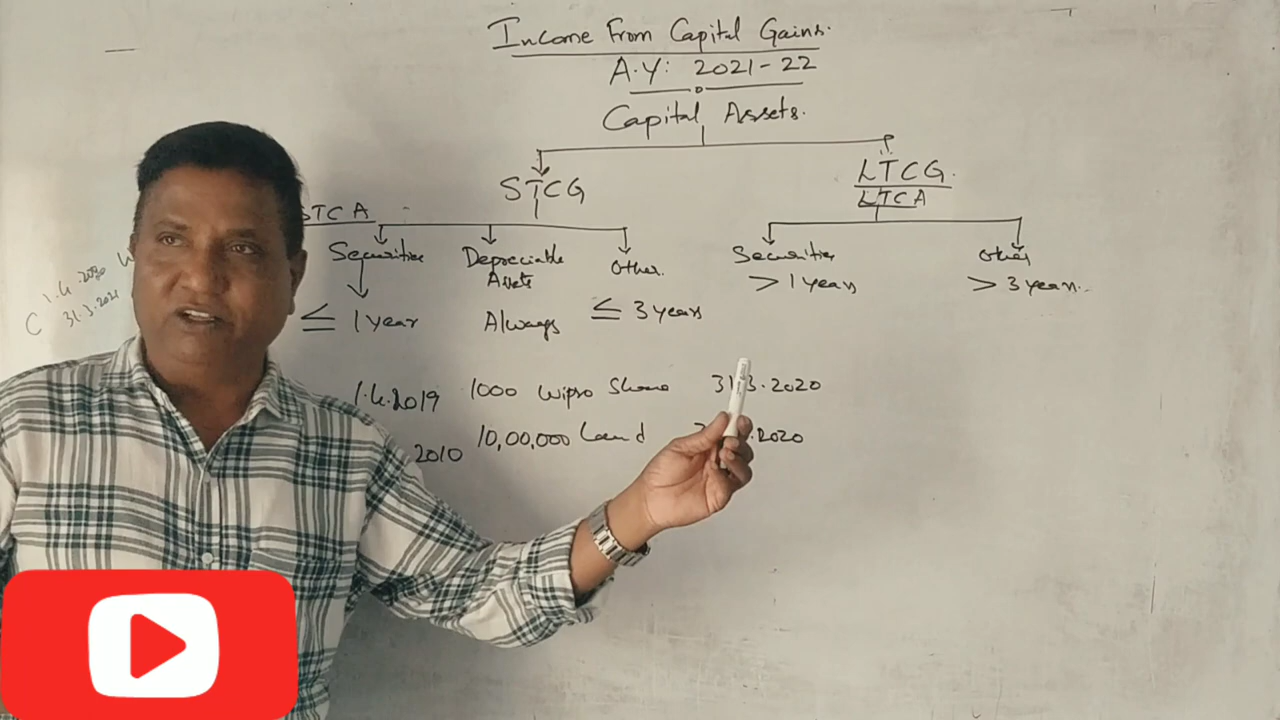 Income From Capital Gains.
A.Y: 2021-22
Capital Assets.
STCG LTCG.
STCA LTCA
Securities Depreciable Assets Other. Securities Other
≤ 1 year Always ≤ 3 years > 1 years > 3 years.
1.4.2020
C 31.3.2021
1.4.2019 1000 Wipro Shares 31.3.2020
2010 10,00,000 Land .2020